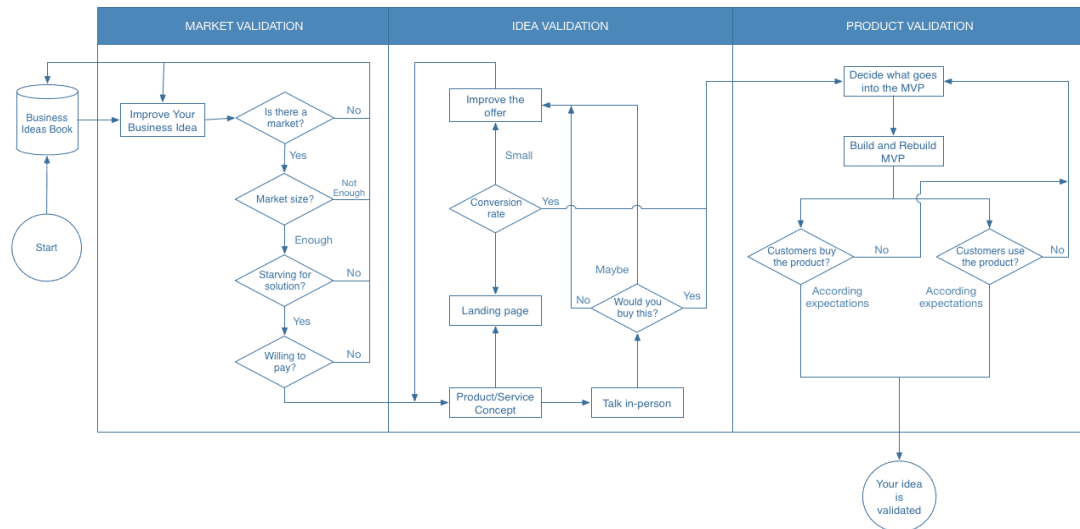 MARKET VALIDATION
IDEA VALIDATION
PRODUCT VALIDATION
Business
Ideas Book
Start
Improve Your
Business Idea
Is there a
market?
No
Yes
Market size?
Not
Enough
Enough
Starving for
solution?
No
Yes
Willing to
pay?
No
Improve the
offer
Small
Conversion
rate
Yes
Landing page
Maybe
No
Would you
buy this?
Yes
Product/Service
Concept
Talk in-person
Decide what goes
into the MVP
Build and Rebuild
MVP
Customers buy
the product?
No
Customers use
the product?
No
According
expectations
According
expectations
Your idea
is
validated